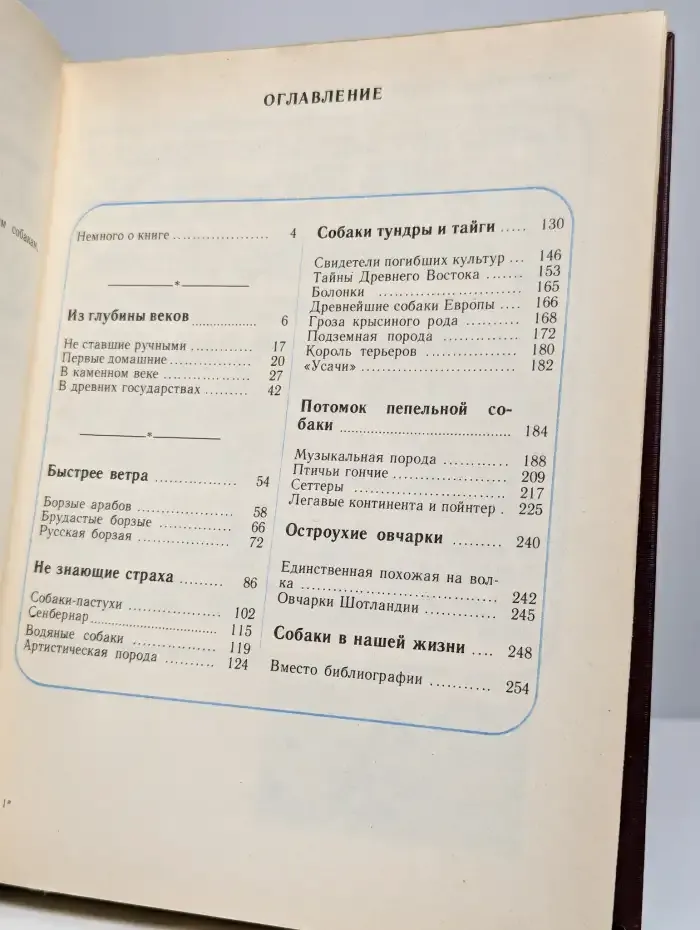 м собакам,
1*
ОГЛАВЛЕНИЕ
Немного о книге ..................... 4
*
Из глубины веков .............. 6
Не ставшие ручными ............. 17
Первые домашние .................. 20
В каменном веке ................... 27
В древних государствах ......... 42
*
Быстрее ветра ................. 54
Борзые арабов ...................... 58
Брудастые борзые ................ 66
Русская борзая .................... 72
Не знающие страха ........... 86
Собаки-пастухи .................... 102
Сенбернар ........................... 115
Водяные собаки .................. 119
Артистическая порода .......... 124
Собаки тундры и тайги ..... 130
Свидетели погибших культур ... 146
Тайны Древнего Востока ....... 153
Болонки ........................ 165
Древнейшие собаки Европы .... 166
Гроза крысиного рода .......... 168
Подземная порода ............... 172
Король терьеров ................. 180
«Усачи» ............................. 182
Потомок пепельной со-
баки ............................... 184
Музыкальная порода ............ 188
Птичьи гончие .................... 209
Сеттеры ............................ 217
Легавые континента и пойнтер . 225
Остроухие овчарки ......... 240
Единственная похожая на вол-
ка ................................... 242
Овчарки Шотландии ............ 245
Собаки в нашей жизни .... 248
Вместо библиографии ........... 254